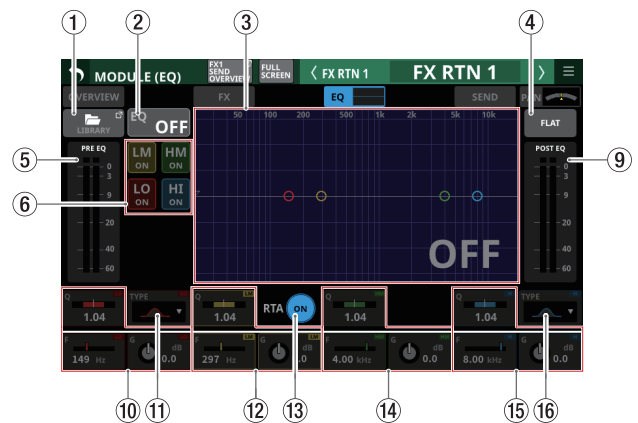 ① ② ③ ④
MODULE (EQ)
FX1 SEND OVERVIEW
FULL SCREEN
FX RTN 1
FX RTN 1
OVERVIEW
FX
EQ
SEND
PAN
LIBRARY
EQ OFF
50 100 200 500 1k 2k 5k 10k
FLAT
⑤ ⑨
PRE EQ
POST EQ
0
3
9
20
40
60
0
3
9
20
40
60
LM ON
HM ON
LO ON
HI ON
⑥
OFF
Q 1.04
TYPE
Q 1.04
RTA ON
Q 1.04
Q 1.04
TYPE
F 149 Hz
G 0.0 dB
F 297 Hz
G 0.0 dB
F 4.00 kHz
G 0.0 dB
F 8.00 kHz
G 0.0 dB
⑩ ⑪ ⑫ ⑬ ⑭ ⑮ ⑯